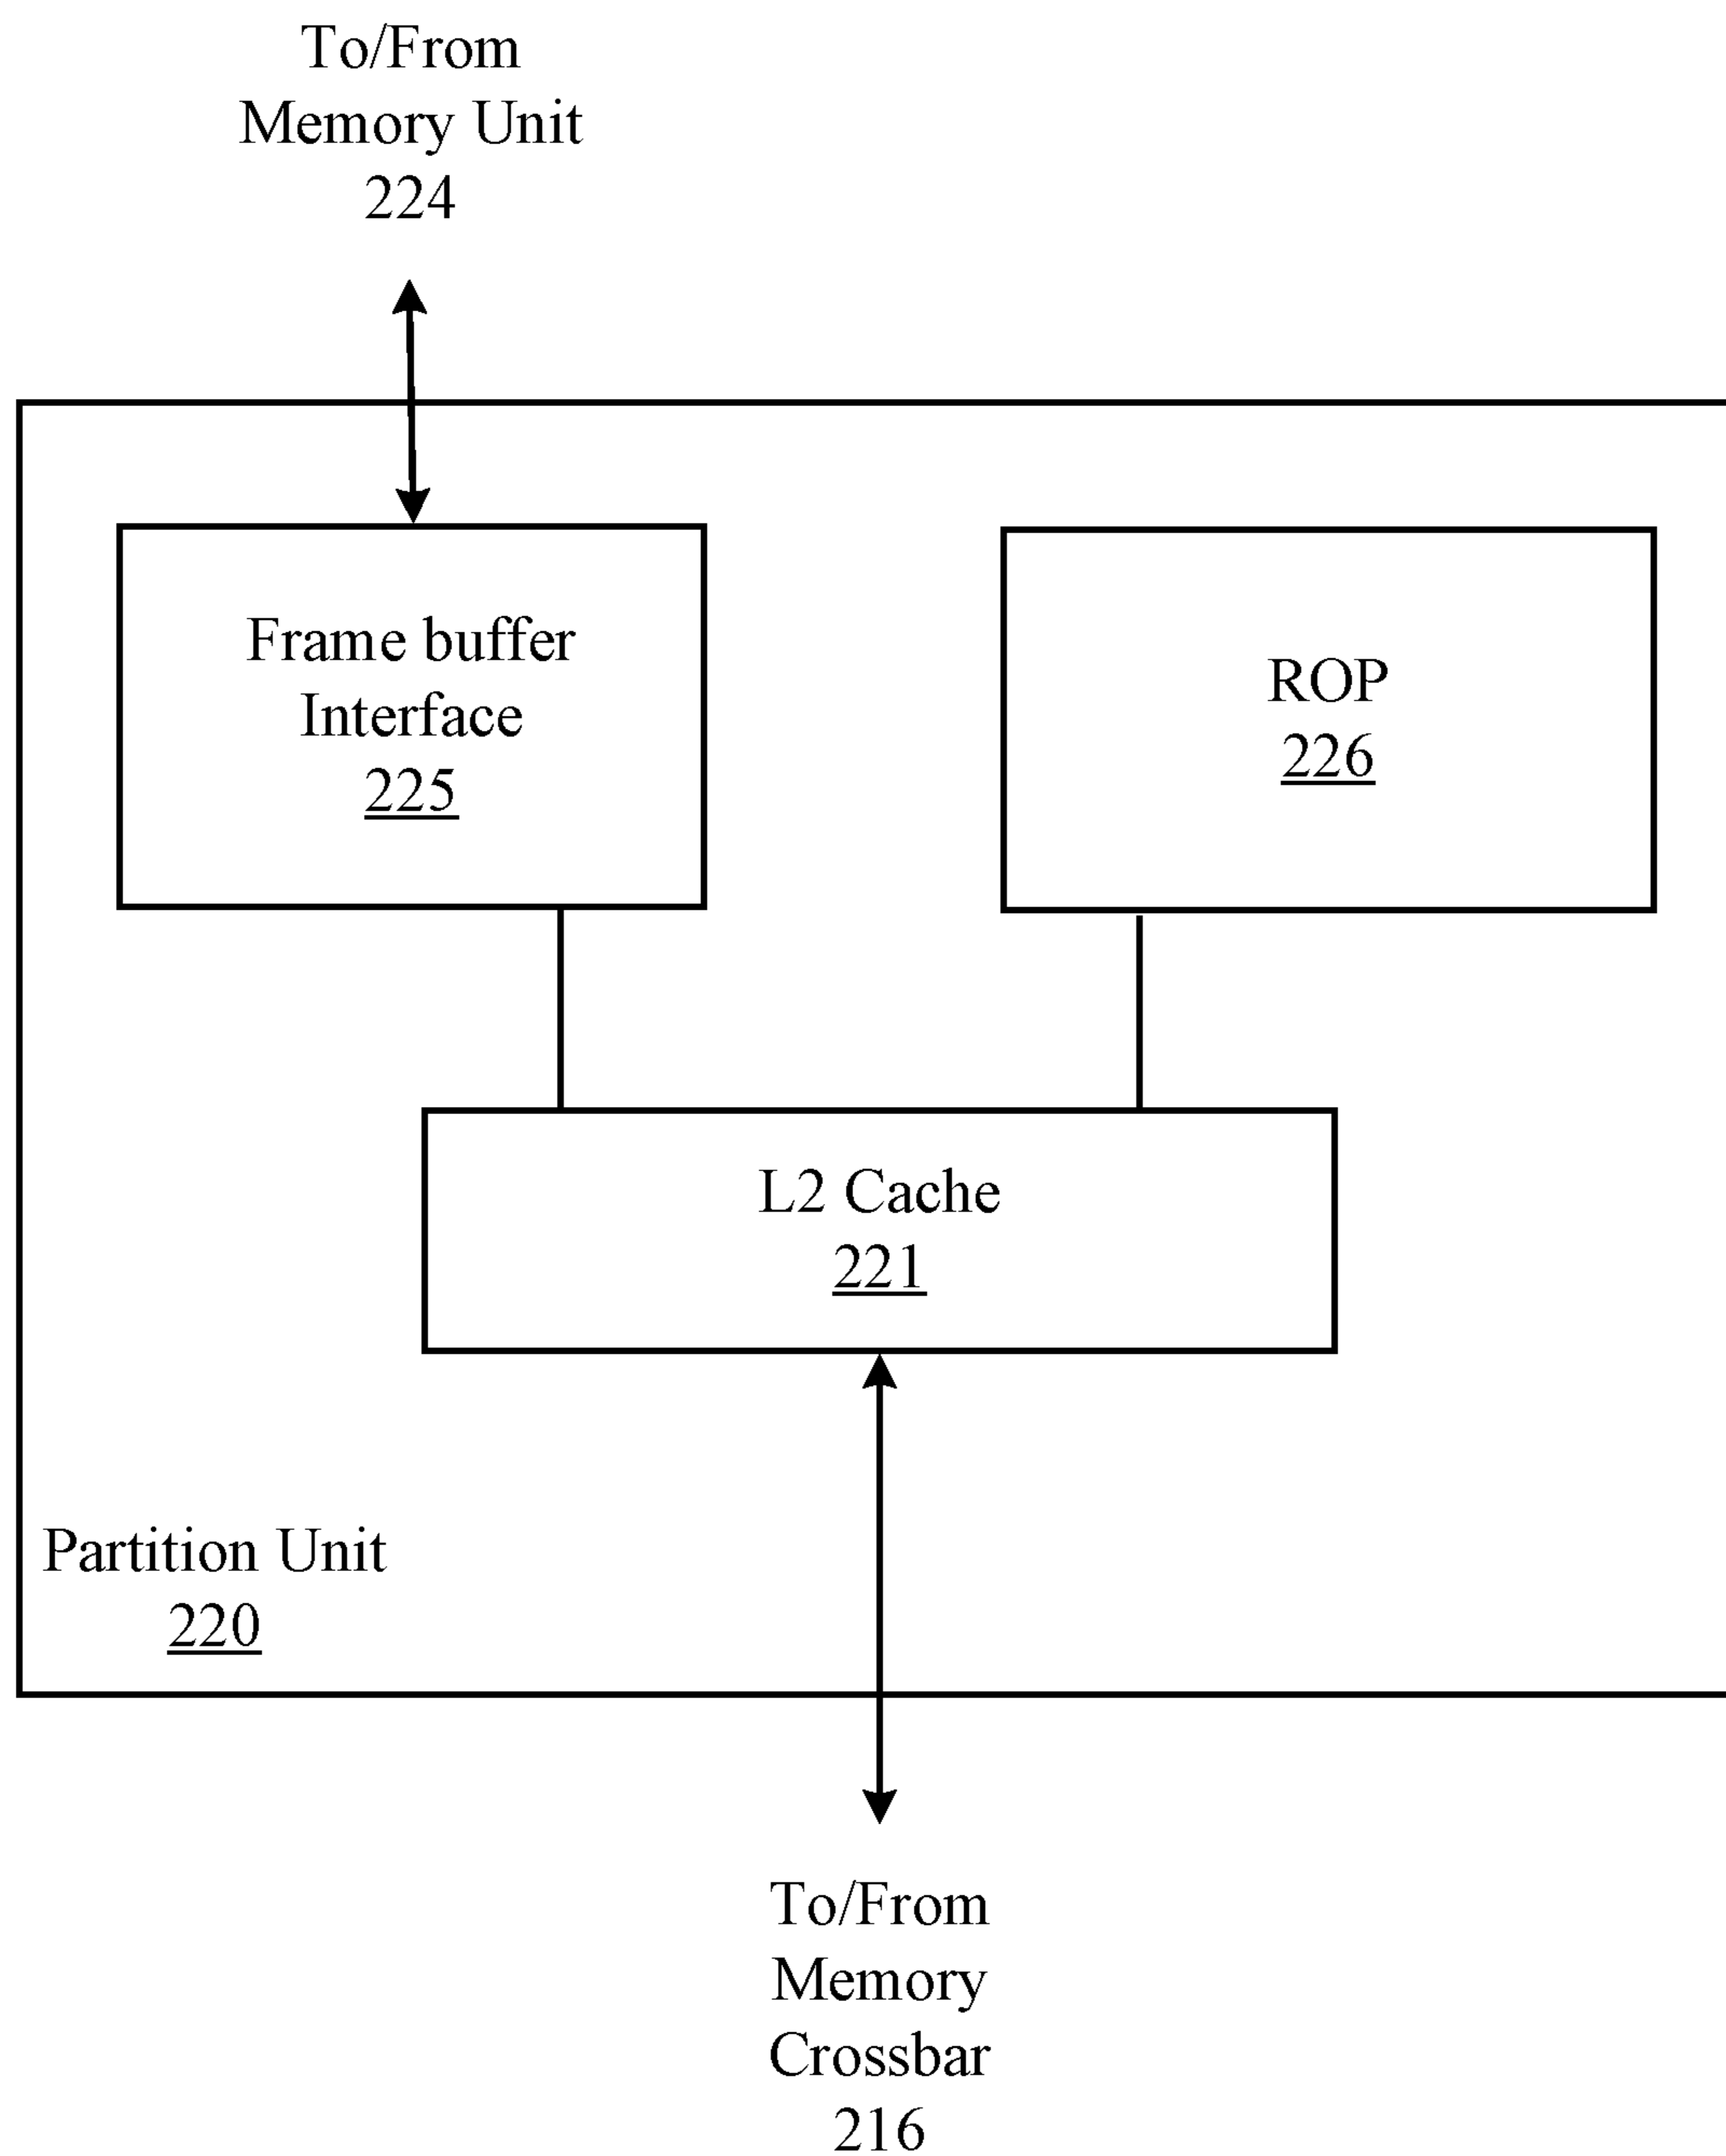 To/From
Memory Unit
224
Frame buffer
Interface
225
ROP
226
L2 Cache
221
Partition Unit
220
To/From
Memory
Crossbar
216